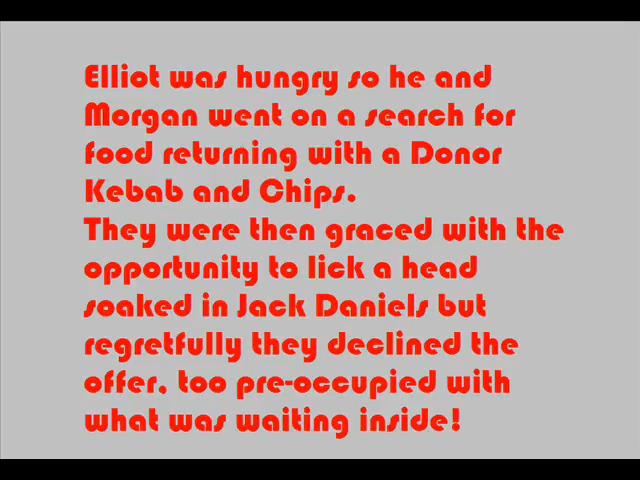 Elliot was hungry so he and
Morgan went on a search for
food returning with a Donor
Kebab and Chips.
They were then graced with the
opportunity to lick a head
soaked in Jack Daniels but
regretfully they declined the
offer, too pre-occupied with
what was waiting inside!